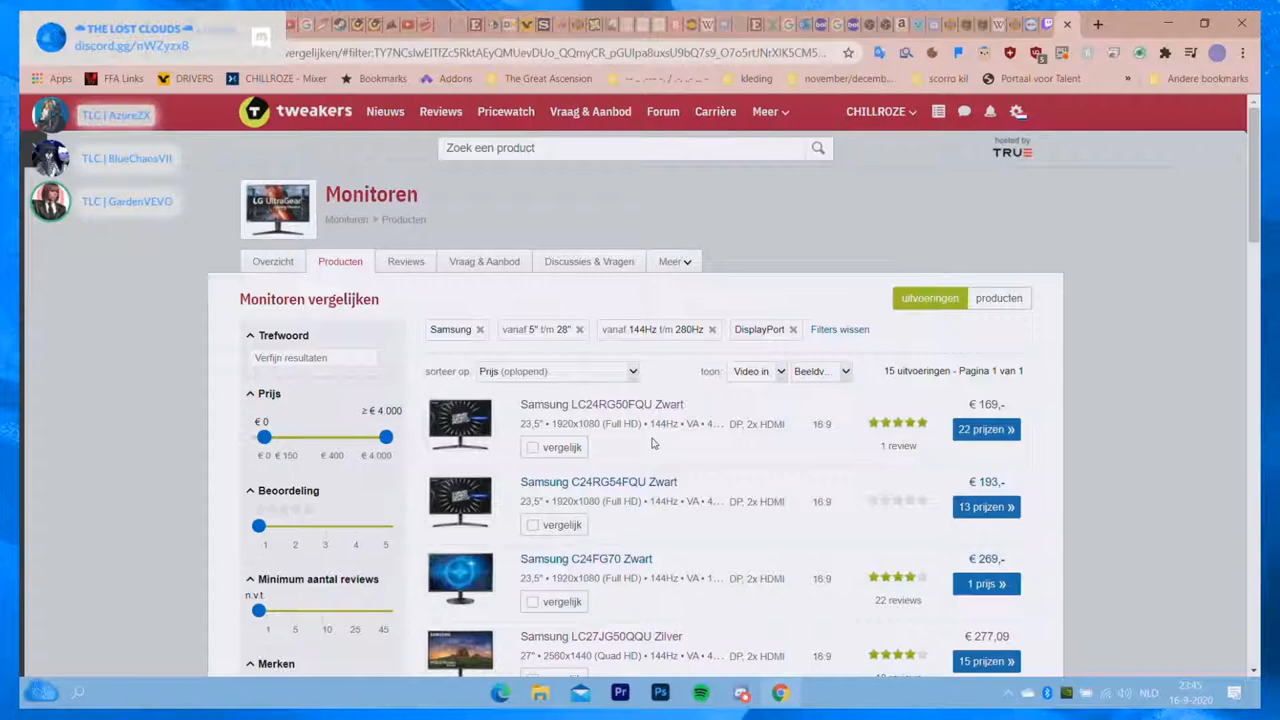 THE LOST CLOUDS
discord.gg/nWZyzx8
Apps
FFA Links
DRIVERS
CHILLROZE - Mixer
Bookmarks
Addons
The Great Ascension
kleding
november/decemb...
scorro kil
Portaal voor Talent
»
Andere bookmarks
TLC | AzureZX
TLC | BlueChaosVII
TLC | GardenVEVO
tweakers
Nieuws
Reviews
Pricewatch
Vraag & Aanbod
Forum
Carrière
Meer
CHILLROZE
Zoek een product
hosted by
TRUE
Monitoren
Monitoren > Producten
Overzicht
Producten
Reviews
Vraag & Aanbod
Discussies & Vragen
Meer
Monitoren vergelijken
uitvoeringen
producten
Trefwoord
Verfijn resultaten
Samsung ×
vanaf 5" t/m 28" ×
vanaf 144Hz t/m 280Hz ×
DisplayPort ×
Filters wissen
sorteer op:
Prijs (oplopend)
toon:
Video in
Beeldv...
15 uitvoeringen - Pagina 1 van 1
Prijs
≥ € 4 000
€ 0
€ 0
€ 150
€ 400
€ 4.000
Beoordeling
1 2 3 4 5
Minimum aantal reviews
n.v.t.
1 5 10 25 45
Merken
Samsung LC24RG50FQU Zwart
23,5" • 1920x1080 (Full HD) • 144Hz • VA • 4...
DP, 2x HDMI
16:9
1 review
€ 169,-
22 prijzen »
vergelijk
Samsung C24RG54FQU Zwart
23,5" • 1920x1080 (Full HD) • 144Hz • VA • 4...
DP, 2x HDMI
16:9
€ 193,-
13 prijzen »
vergelijk
Samsung C24FG70 Zwart
23,5" • 1920x1080 (Full HD) • 144Hz • VA • 1...
DP, 2x HDMI
16:9
22 reviews
€ 269,-
1 prijs »
vergelijk
Samsung LC27JG50QQU Zilver
27" • 2560x1440 (Quad HD) • 144Hz • VA • 4...
DP, 2x HDMI
16:9
€ 277,09
15 prijzen »
NLD
23:45
16-9-2020